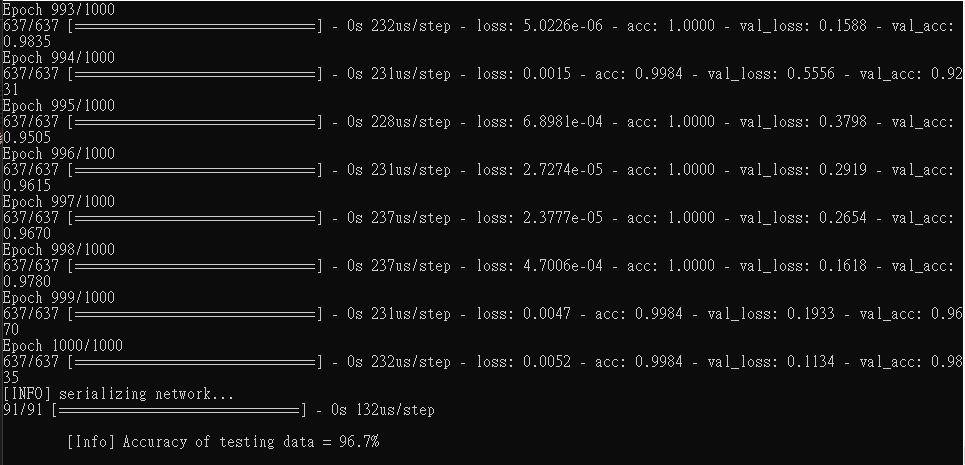 Epoch 993/1000
637/637 [==============================] - 0s 232us/step - loss: 5.0226e-06 - acc: 1.0000 - val_loss: 0.1588 - val_acc:
0.9835
Epoch 994/1000
637/637 [==============================] - 0s 231us/step - loss: 0.0015 - acc: 0.9984 - val_loss: 0.5556 - val_acc: 0.92
31
Epoch 995/1000
637/637 [==============================] - 0s 228us/step - loss: 6.8981e-04 - acc: 1.0000 - val_loss: 0.3798 - val_acc:
0.9505
Epoch 996/1000
637/637 [==============================] - 0s 231us/step - loss: 2.7274e-05 - acc: 1.0000 - val_loss: 0.2919 - val_acc:
0.9615
Epoch 997/1000
637/637 [==============================] - 0s 237us/step - loss: 2.3777e-05 - acc: 1.0000 - val_loss: 0.2654 - val_acc:
0.9670
Epoch 998/1000
637/637 [==============================] - 0s 237us/step - loss: 4.7006e-04 - acc: 1.0000 - val_loss: 0.1618 - val_acc:
0.9780
Epoch 999/1000
637/637 [==============================] - 0s 231us/step - loss: 0.0047 - acc: 0.9984 - val_loss: 0.1933 - val_acc: 0.96
70
Epoch 1000/1000
637/637 [==============================] - 0s 232us/step - loss: 0.0052 - acc: 0.9984 - val_loss: 0.1134 - val_acc: 0.98
35
[INFO] serializing network...
91/91 [==============================] - 0s 132us/step
[Info] Accuracy of testing data = 96.7%